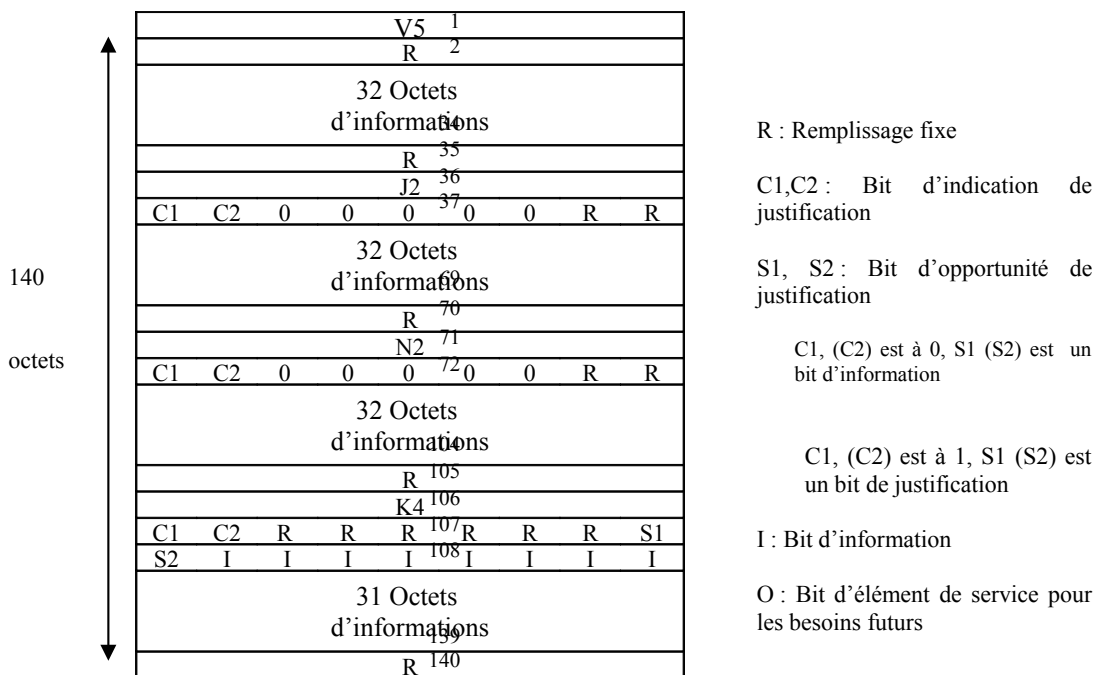 V5 1
R 2
32 Octets
d'informations 34
R 35
J2 36
37
C1 C2 0 0 0 0 0 R R
32 Octets
d'informations 69
R 70
N2 71
72
C1 C2 0 0 0 0 0 R R
32 Octets
d'informations 104
R 105
K4 106
107
C1 C2 R R R R R R S1
108
S2 I I I I I I I I
31 Octets
d'informations 139
R 140
140
octets
R : Remplissage fixe
C1,C2 : Bit d'indication de
justification
S1, S2 : Bit d'opportunité de
justification
C1, (C2) est à 0, S1 (S2) est un
bit d'information
C1, (C2) est à 1, S1 (S2) est
un bit de justification
I : Bit d'information
O : Bit d'élément de service pour
les besoins futurs